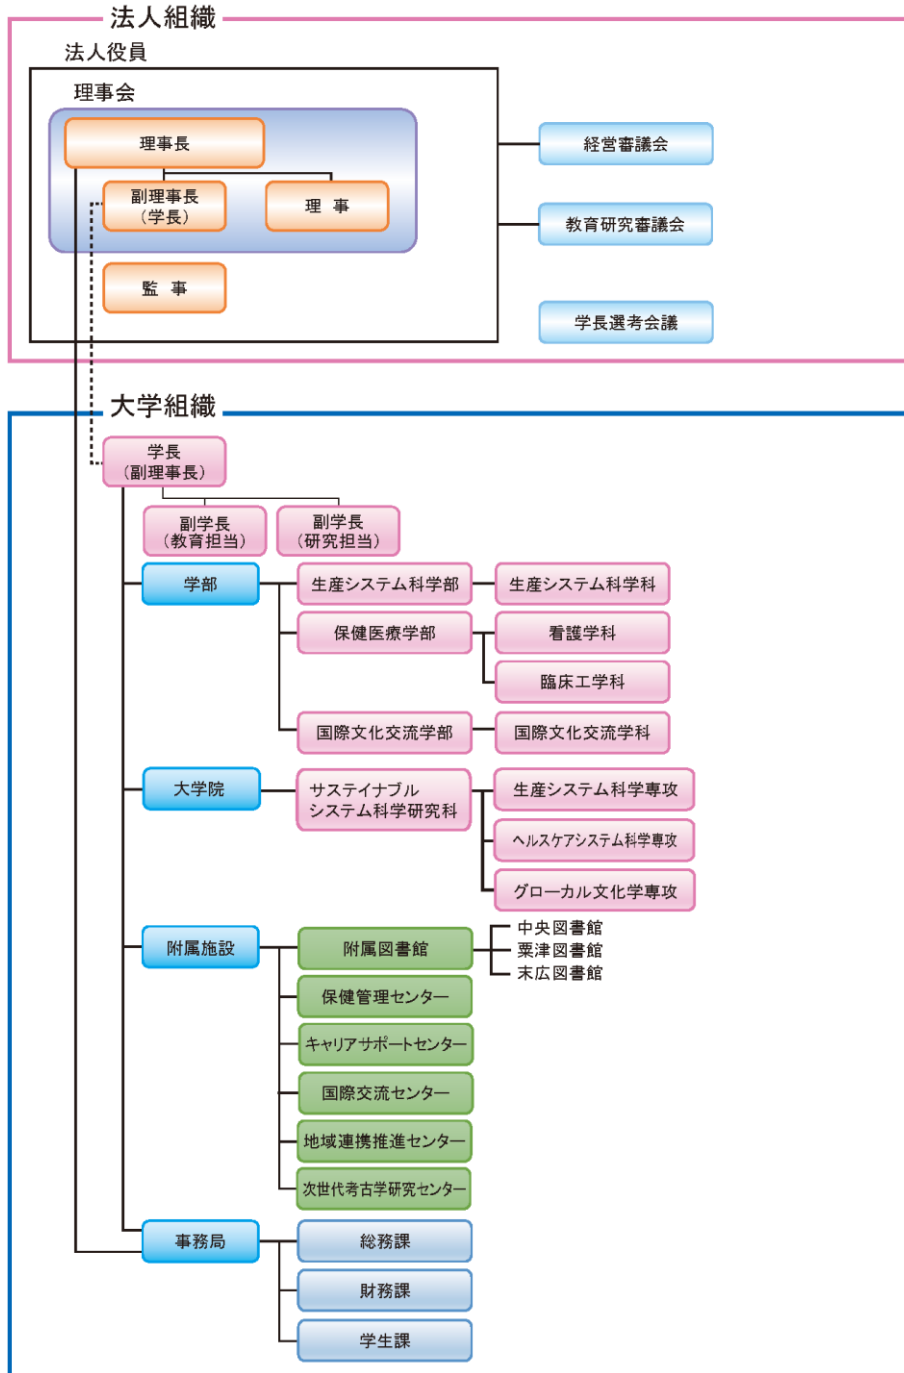 法人組織
法人役員
理事会
理事長
経営審議会
副理事長
(学長)
理 事
教育研究審議会
監 事
学長選考会議
大学組織
学長
(副理事長)
副学長
(教育担当)
副学長
(研究担当)
学部
生産システム科学部
生産システム科学科
保健医療学部
看護学科
臨床工学科
国際文化交流学部
国際文化交流学科
大学院
サステイナブル
システム科学研究科
生産システム科学専攻
ヘルスケアシステム科学専攻
グローカル文化学専攻
附属施設
附属図書館
中央図書館
粟津図書館
末広図書館
保健管理センター
キャリアサポートセンター
国際交流センター
地域連携推進センター
次世代考古学研究センター
事務局
総務課
財務課
学生課